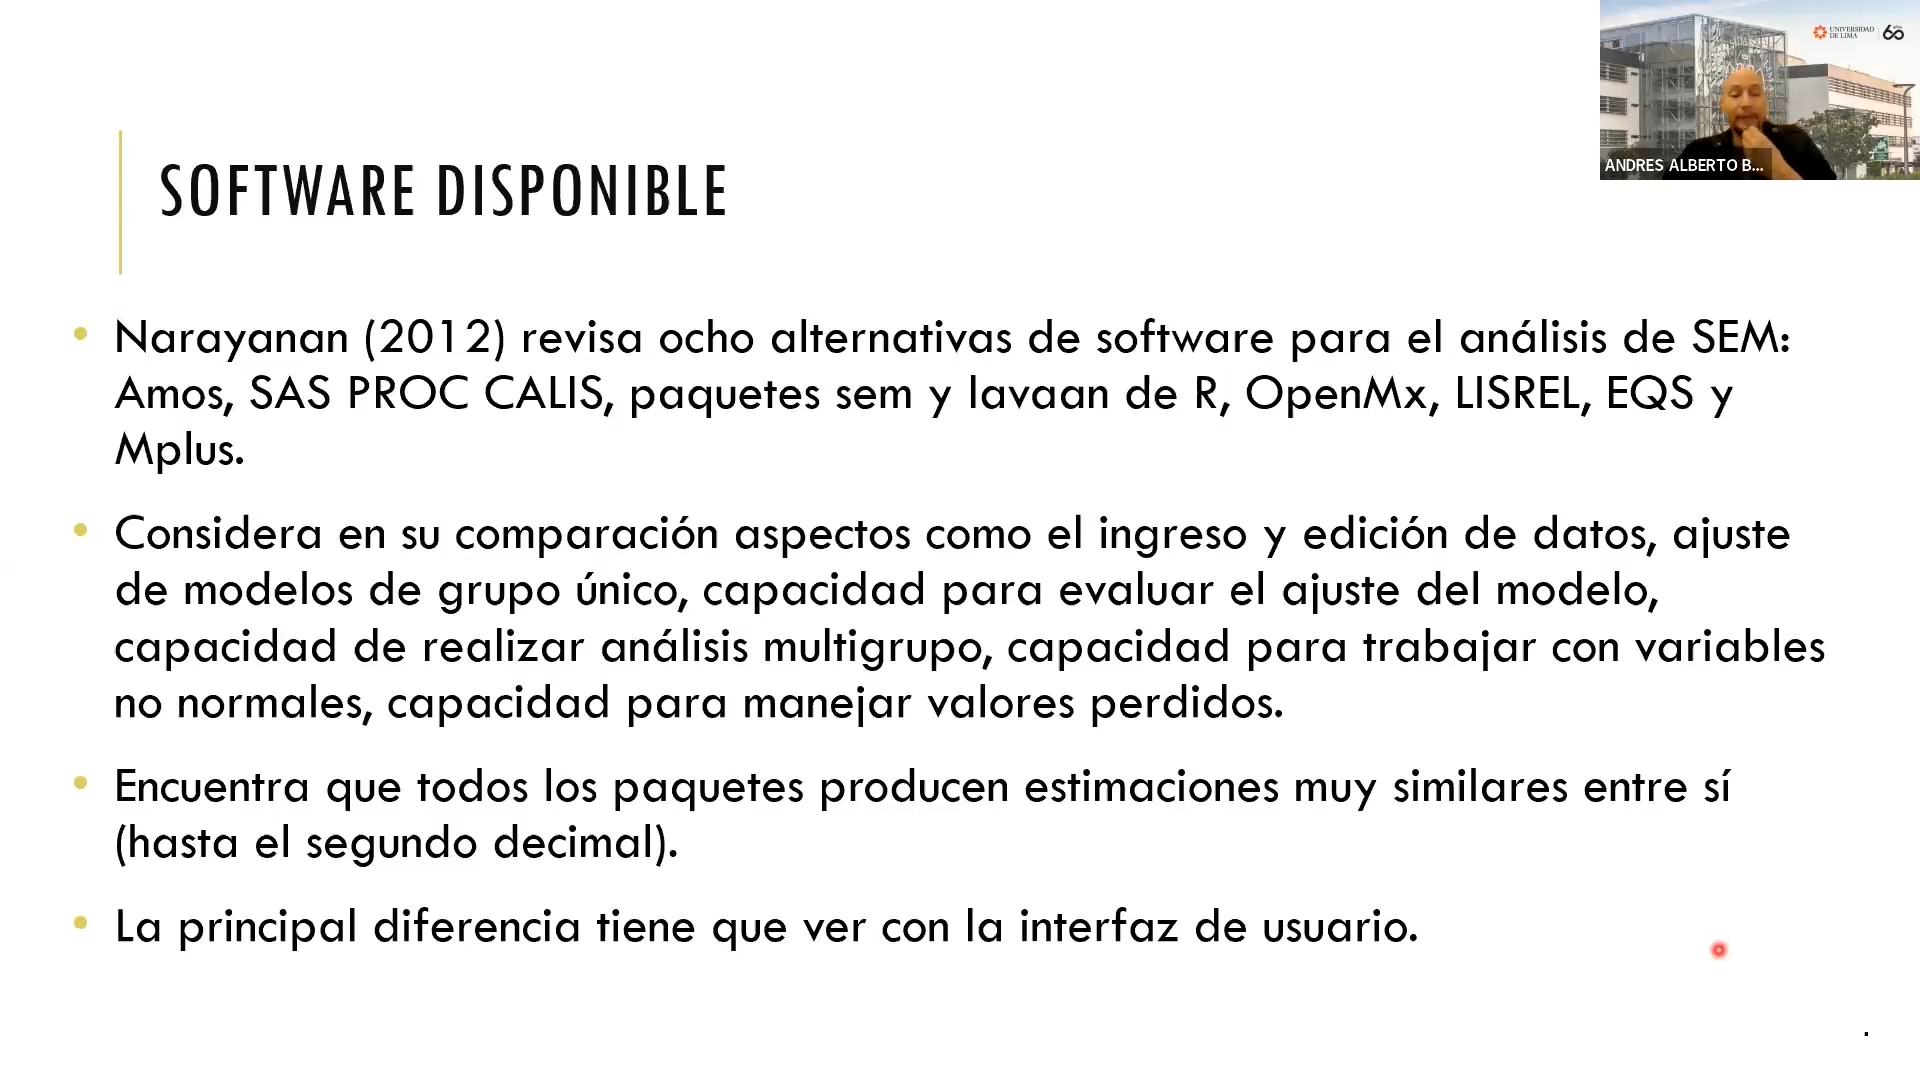 UNIVERSIDAD
DE LIMA
60
ANDRES ALBERTO B...
SOFTWARE DISPONIBLE
• Narayanan (2012) revisa ocho alternativas de software para el análisis de SEM:
Amos, SAS PROC CALIS, paquetes sem y lavaan de R, OpenMx, LISREL, EQS y
Mplus.
• Considera en su comparación aspectos como el ingreso y edición de datos, ajuste
de modelos de grupo único, capacidad para evaluar el ajuste del modelo,
capacidad de realizar análisis multigrupo, capacidad para trabajar con variables
no normales, capacidad para manejar valores perdidos.
• Encuentra que todos los paquetes producen estimaciones muy similares entre sí
(hasta el segundo decimal).
• La principal diferencia tiene que ver con la interfaz de usuario.
.